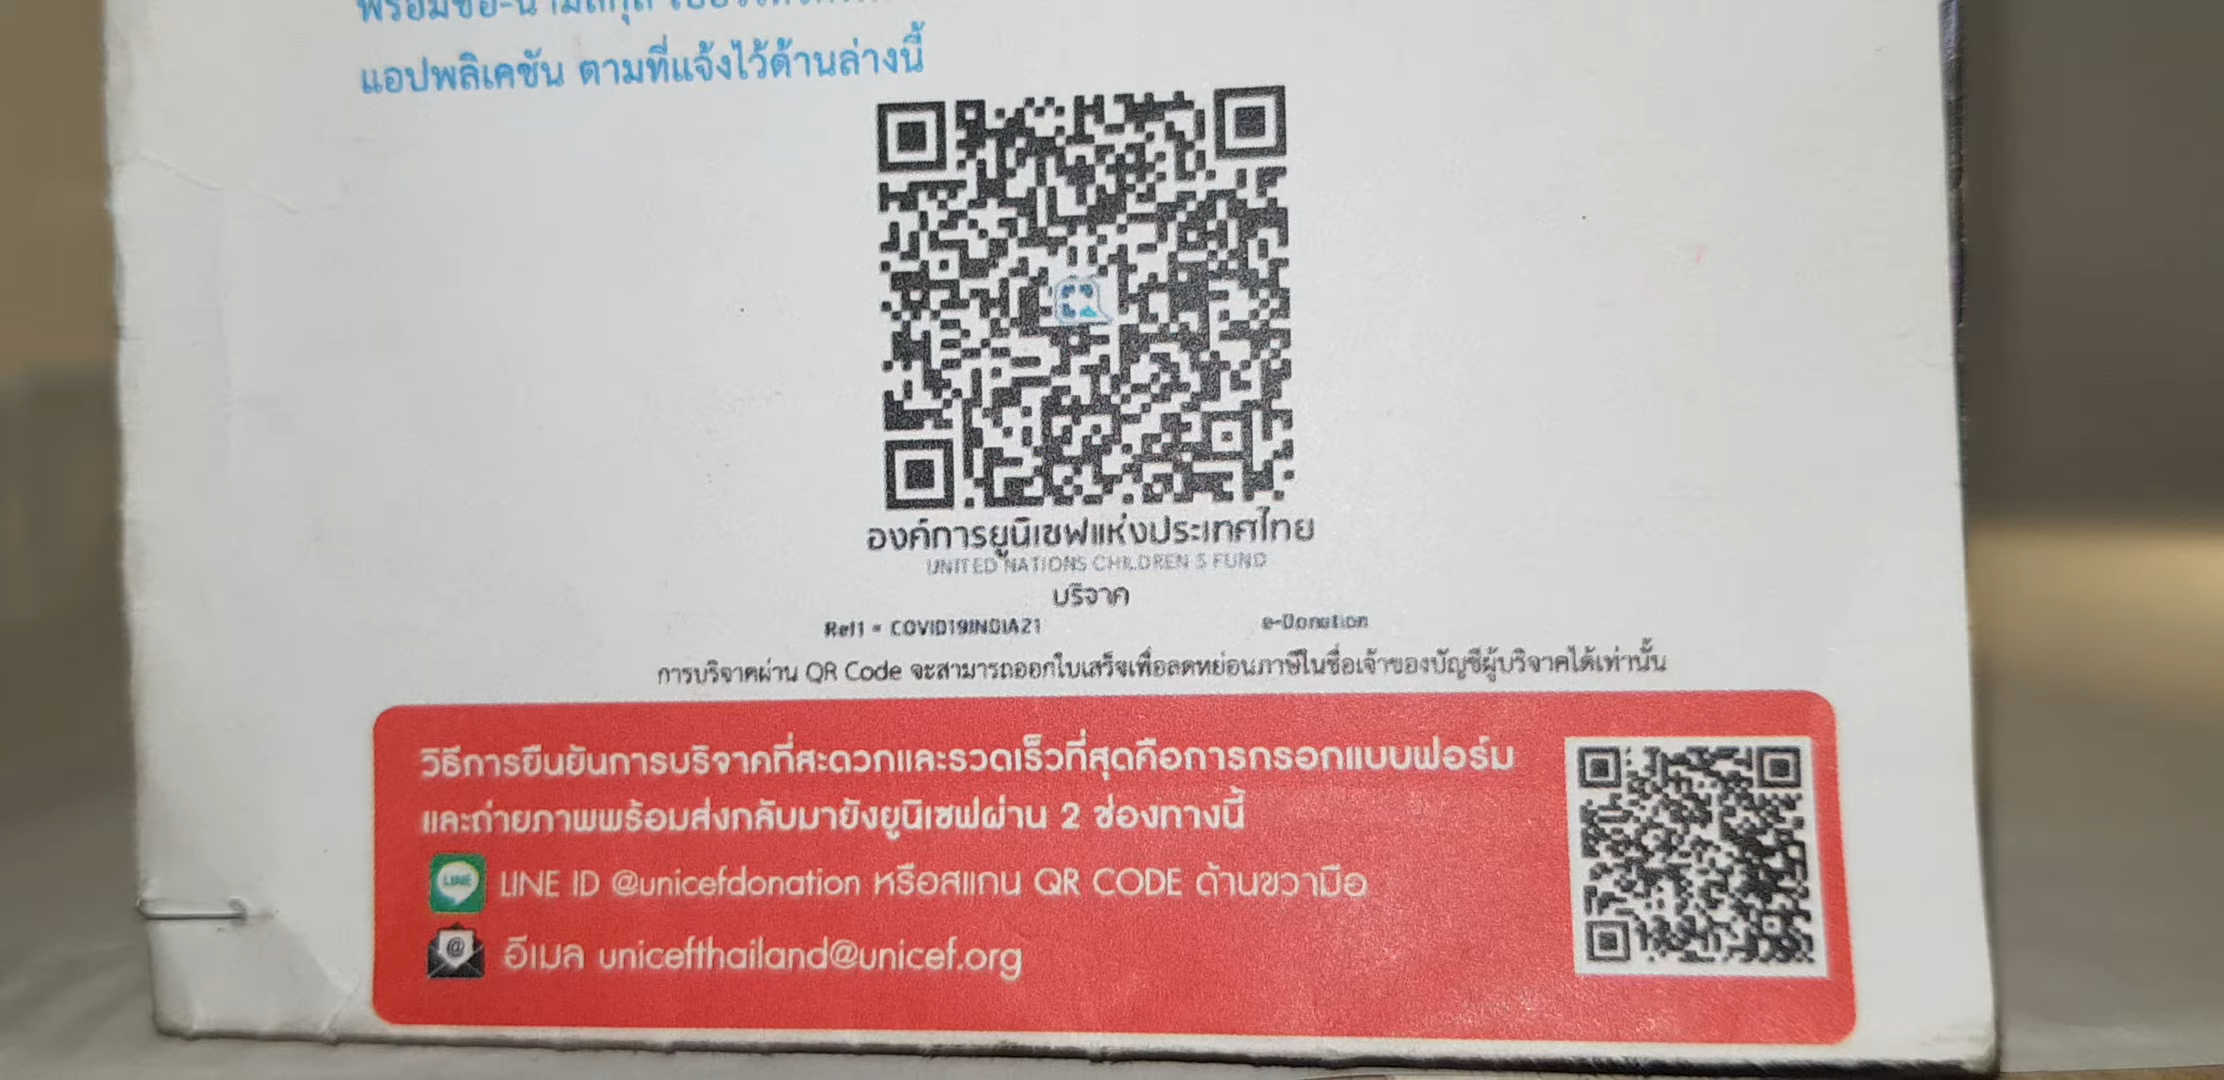 แอปพลิเคชัน ตามที่แจ้งไว้ด้านล่างนี้
องค์การยูนิเซฟแห่งประเทศไทย
UNITED NATIONS CHILDREN S FUND
บริจาค
Ref1 = COVID19INDIA21 e-Donation
การบริจาคผ่าน QR Code จะสามารถออกใบเสร็จเพื่อลดหย่อนภาษีในชื่อเจ้าของบัญชีผู้บริจาคได้เท่านั้น
วิธีการยืนยันการบริจาคที่สะดวกและรวดเร็วที่สุดคือการกรอกแบบฟอร์ม
และถ่ายภาพพร้อมส่งกลับมายังยูนิเซฟผ่าน 2 ช่องทางนี้
LINE LINE ID @unicefdonation หรือสแกน QR CODE ด้านขวามือ
@ อีเมล unicefthailand@unicef.org